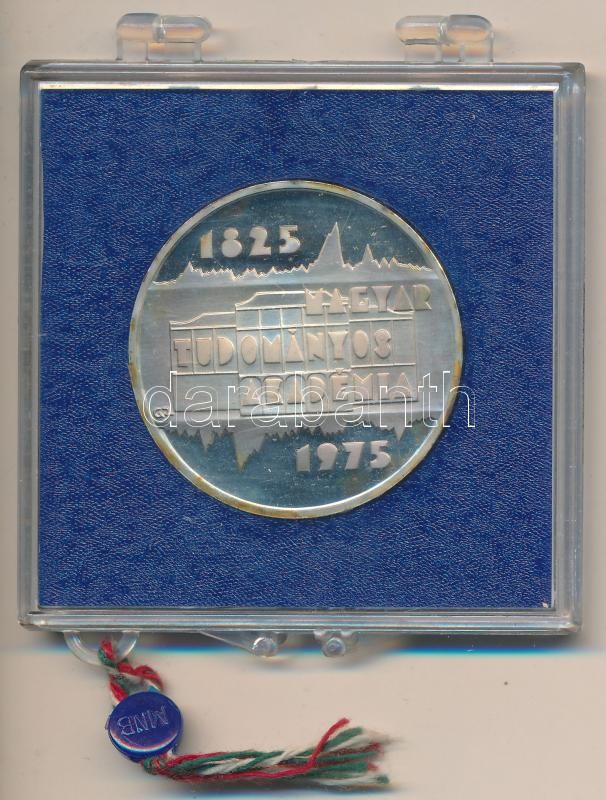 1825
MAGYAR
TUDOMÁNYOS
AKADÉMIA
darabanth
1975
MNB